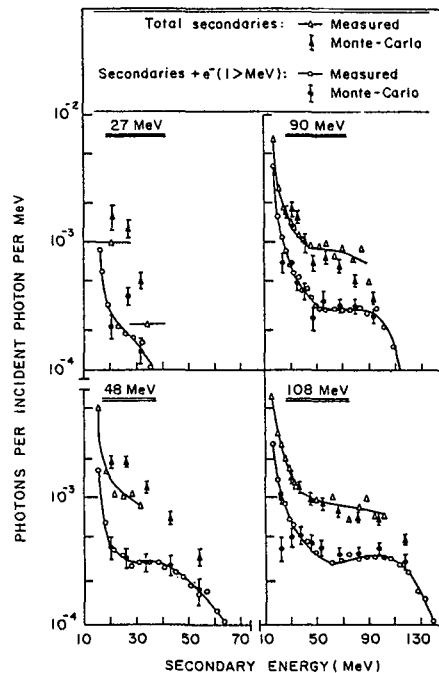 Total secondaries: Measured
Monte-Carlo
Secondaries + e⁻(1>MeV): Measured
Monte-Carlo
10⁻²
27 MeV
90 MeV
10⁻³
10⁻⁴
48 MeV
108 MeV
10⁻³
10⁻⁴
10 30 50 70
10 50 90 130
PHOTONS PER INCIDENT PHOTON PER MeV
SECONDARY ENERGY (MeV)